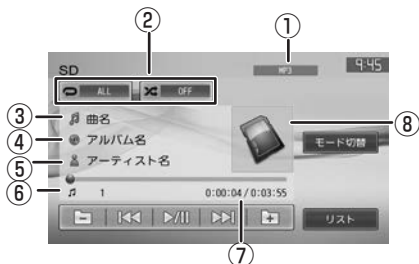 ① 
②
SD MP3 9:45
ALL OFF
③ 曲名
④ アルバム名 ⑧
モード切替
⑤ アーティスト名
⑥ 1 0:00:04/0:03:55
リスト
⑦